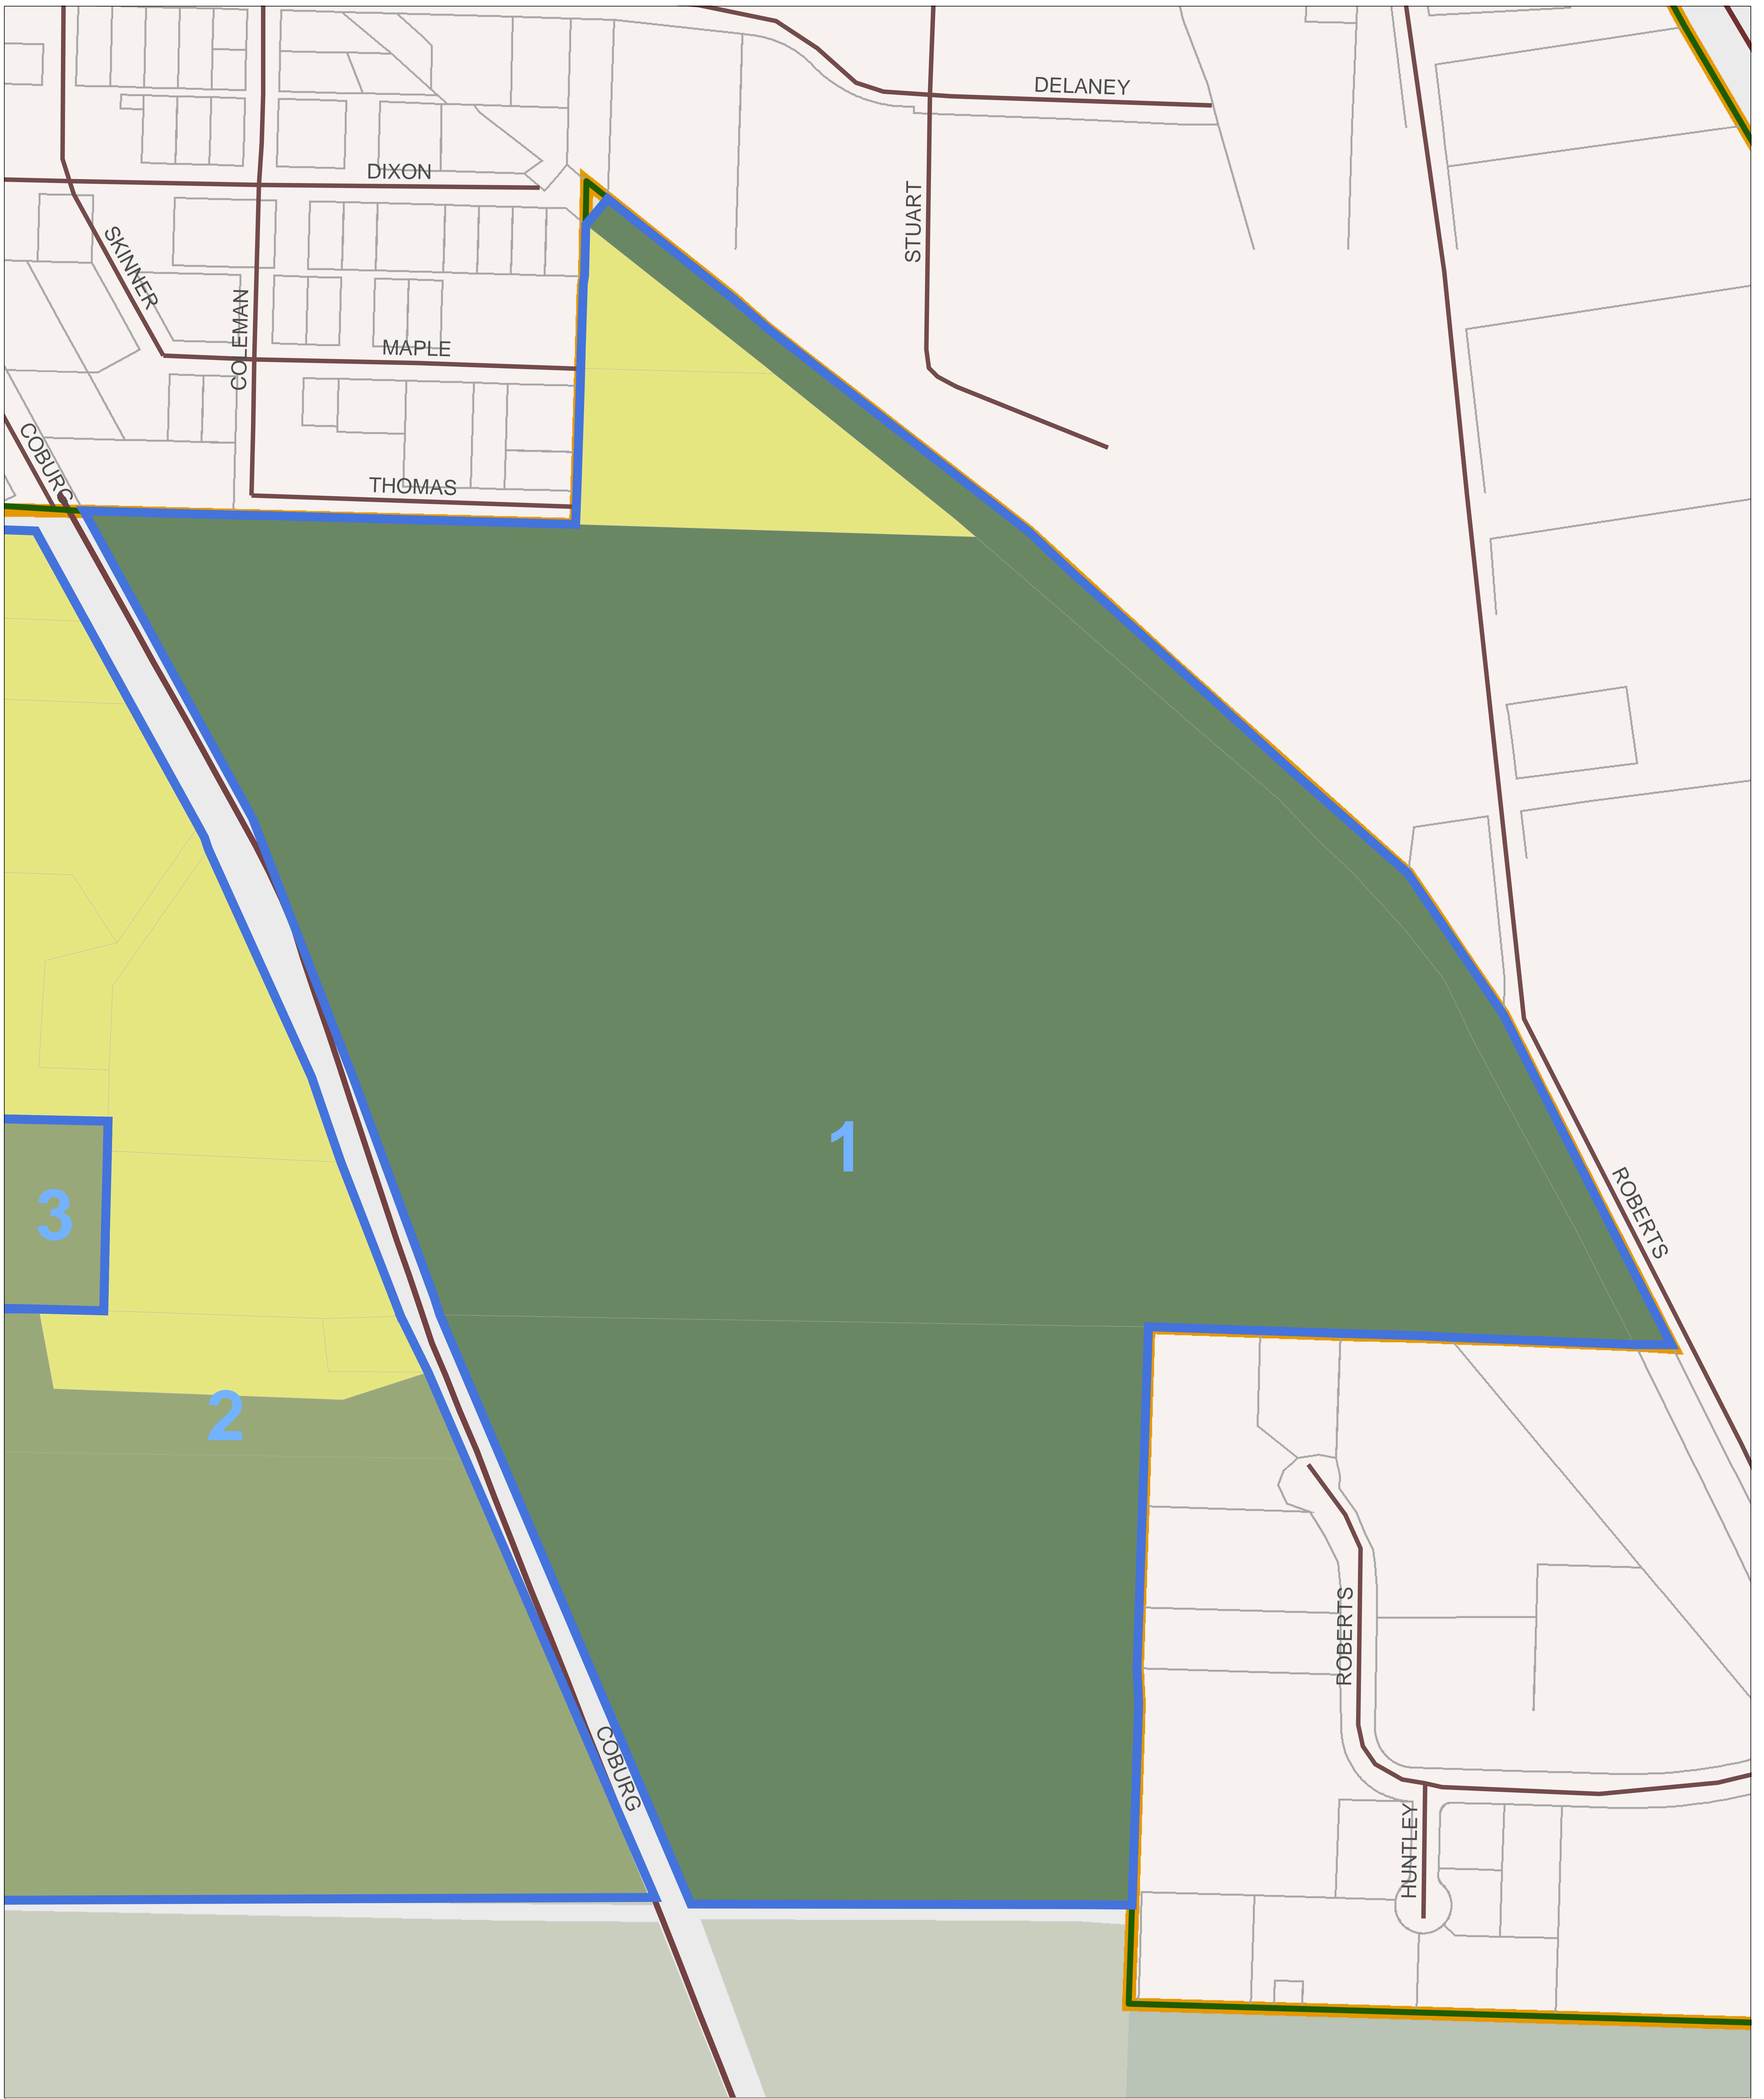 DELANEY
DIXON
STUART
SKINNER
COLEMAN
MAPLE
COBURG
THOMAS
1
3
ROBERTS
2
ROBERTS
COBURG
HUNTLEY